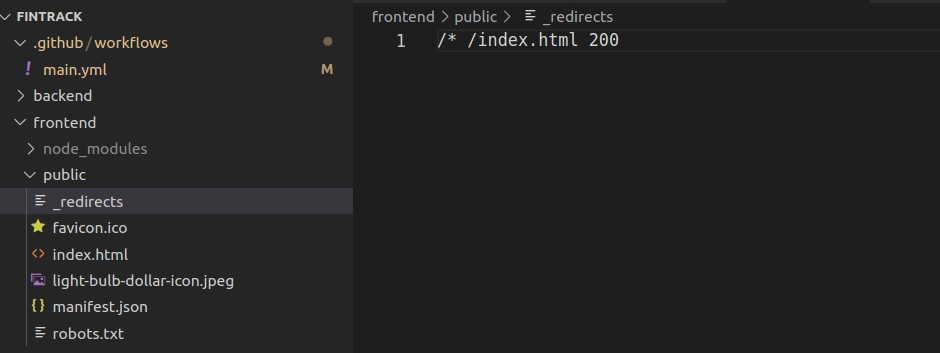 FINTRACK
.github/workflows
! main.yml M
backend
frontend
node_modules
public
_redirects
favicon.ico
<> index.html
light-bulb-dollar-icon.jpeg
{} manifest.json
robots.txt
frontend > public > _redirects
1 /* /index.html 200